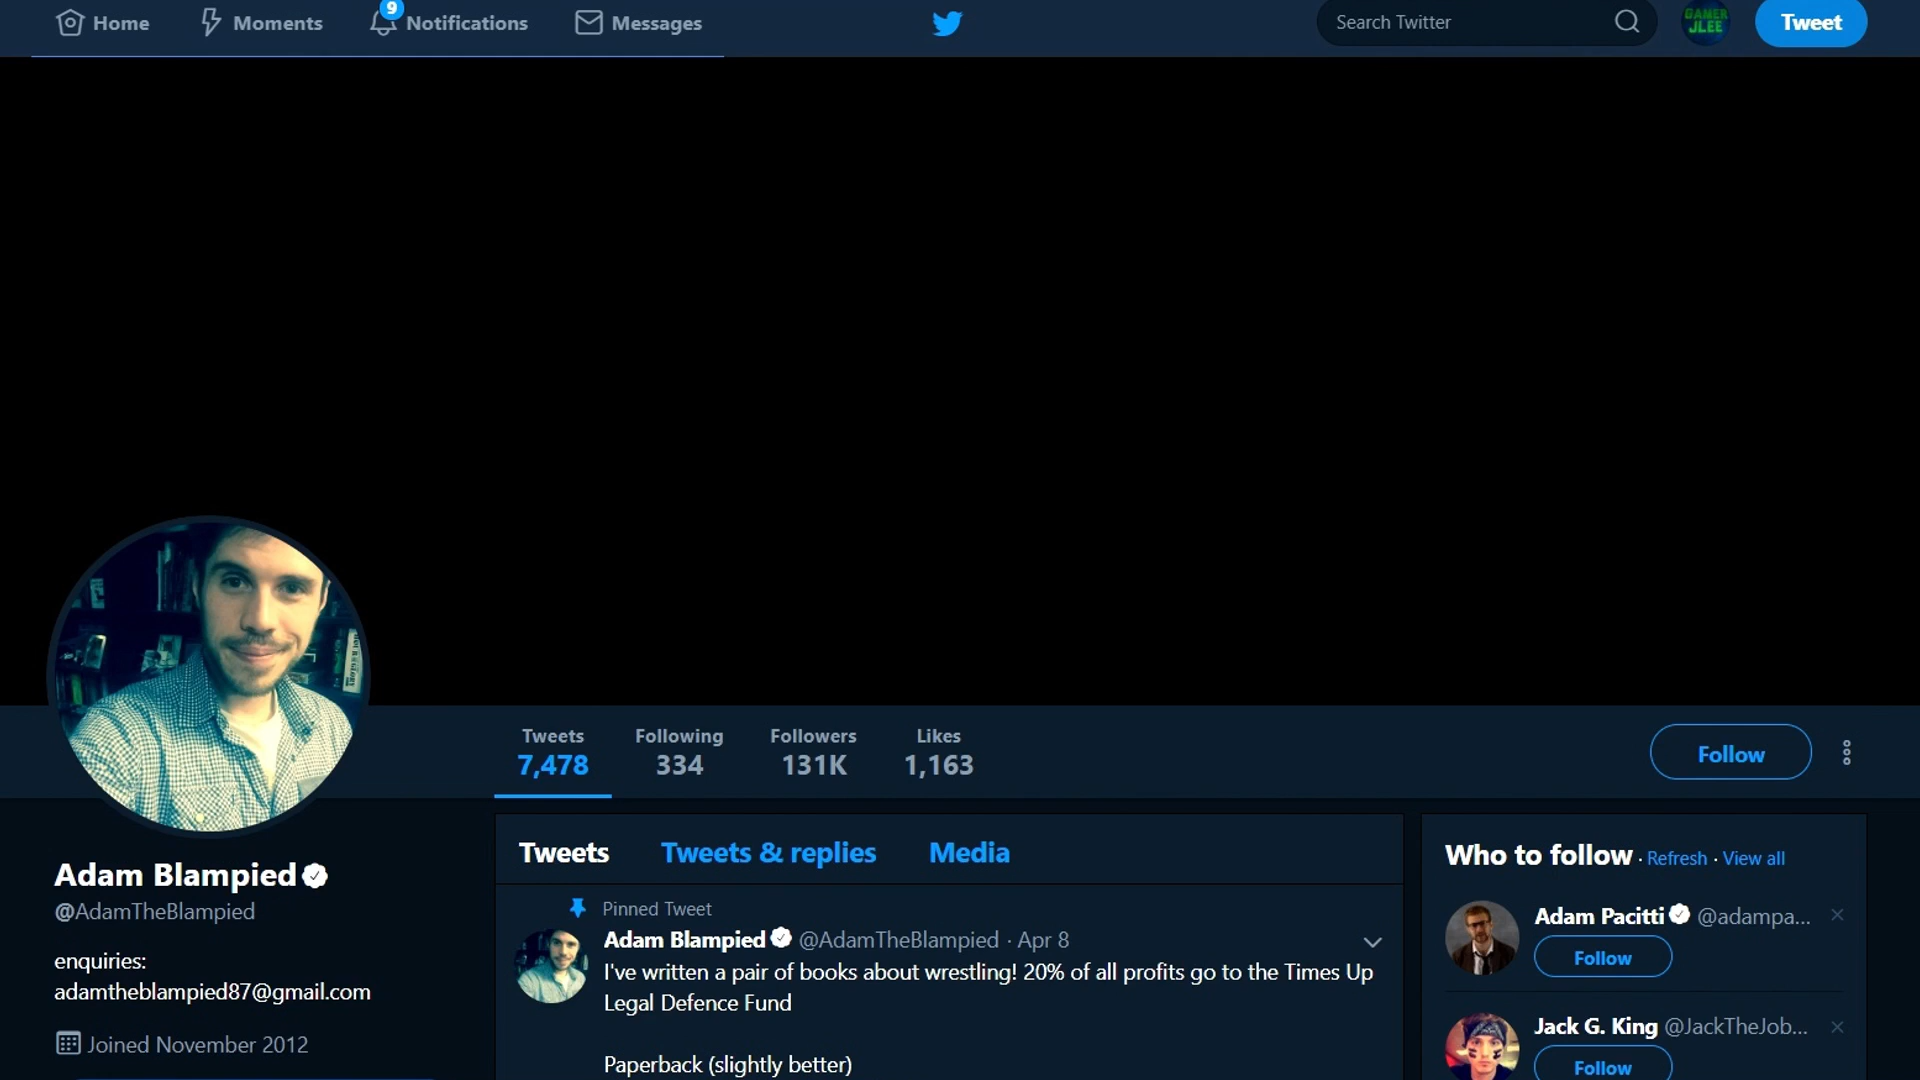 Home
Moments
9
Notifications
Messages
Search Twitter
GAMER
JLEE
Tweet
Tweets
7,478
Following
334
Followers
131K
Likes
1,163
Follow
Adam Blampied
@AdamTheBlampied
enquiries:
adamtheblampied87@gmail.com
Joined November 2012
Tweets
Tweets & replies
Media
Pinned Tweet
Adam Blampied @AdamTheBlampied · Apr 8
I've written a pair of books about wrestling! 20% of all profits go to the Times Up
Legal Defence Fund
Paperback (slightly better)
Who to follow · Refresh · View all
Adam Pacitti @adampa...
Follow
Jack G. King @JackTheJob...
Follow